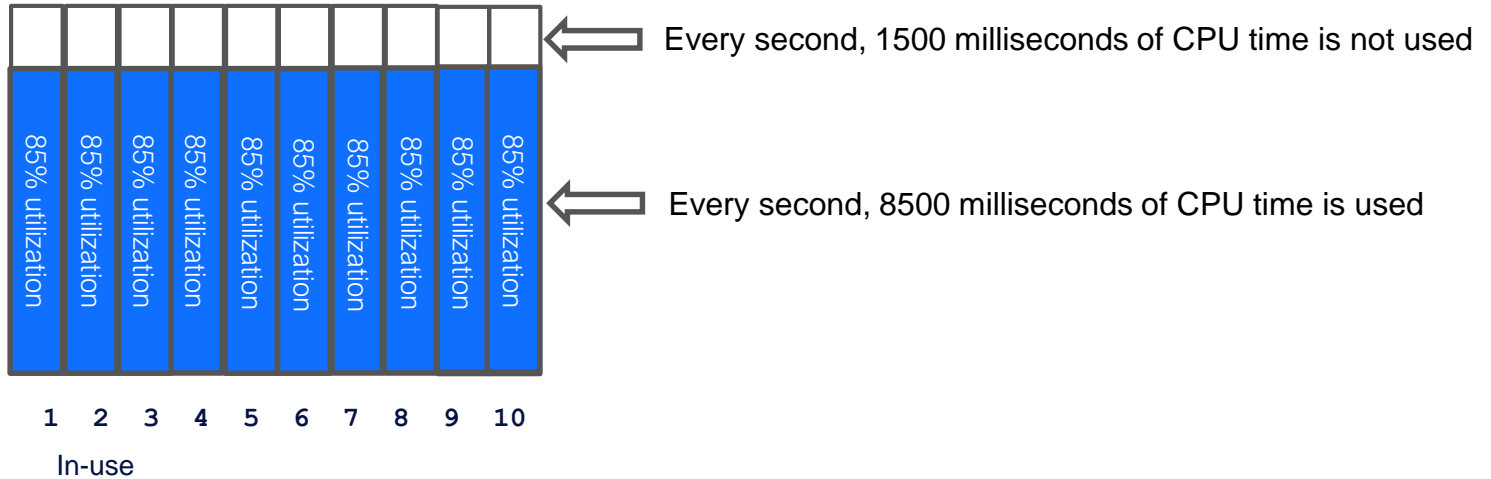 Every second, 1500 milliseconds of CPU time is not used
85% utilization
85% utilization
85% utilization
85% utilization
85% utilization
85% utilization
85% utilization
85% utilization
85% utilization
85% utilization
Every second, 8500 milliseconds of CPU time is used
1 2 3 4 5 6 7 8 9 10
In-use